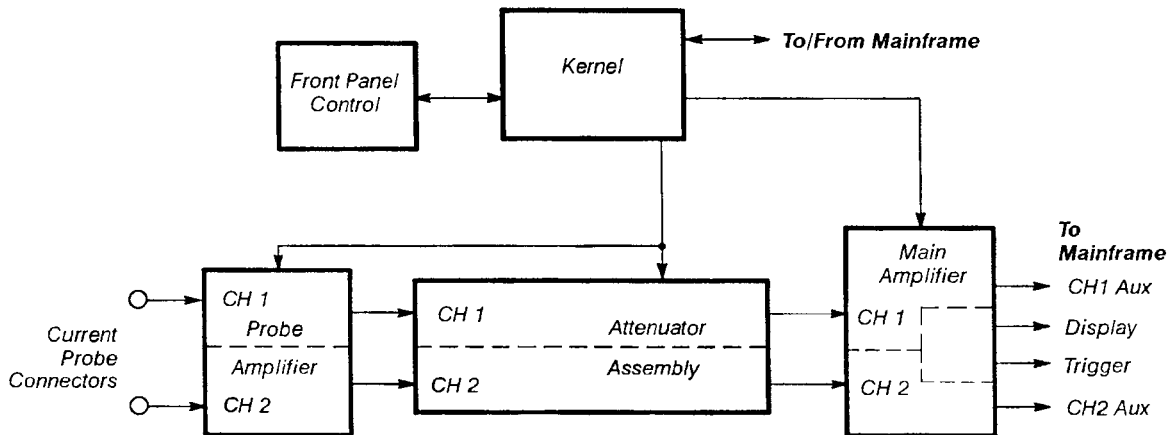 Kernel
To/From Mainframe
Front Panel
Control
To
Mainframe
Main
Amplifier
CH 1
Probe
Amplifier
CH 2
CH 1
Attenuator
Assembly
CH 2
CH 1
CH 2
CH1 Aux
Display
Trigger
CH2 Aux
Current
Probe
Connectors